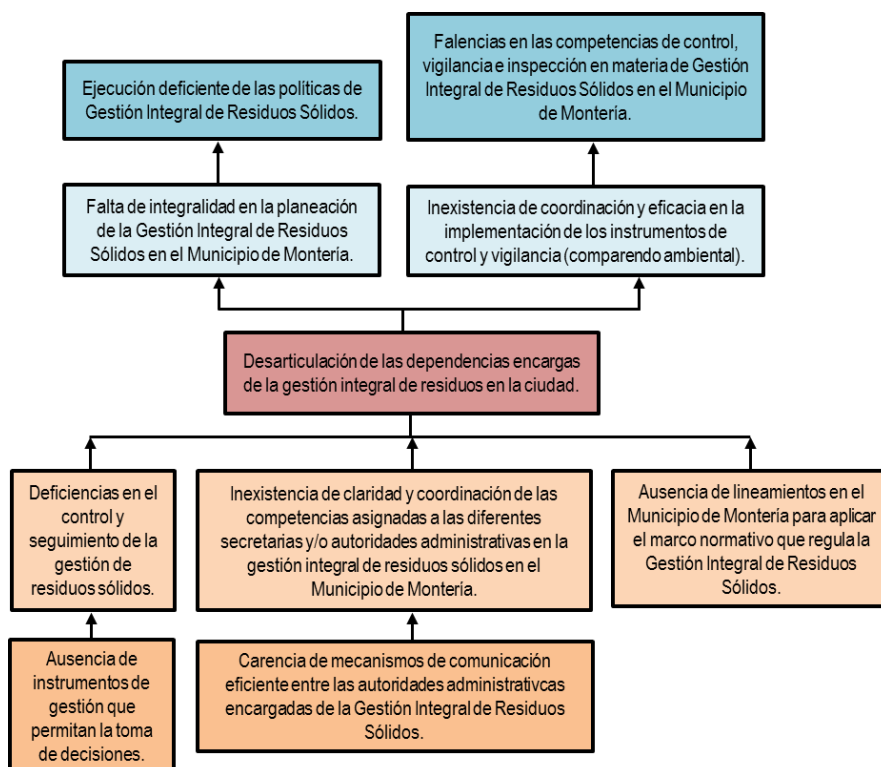 Ejecución deficiente de las políticas de
Gestión Integral de Residuos Sólidos.
Falencias en las competencias de control,
vigilancia e inspección en materia de Gestión
Integral de Residuos Sólidos en el Municipio
de Montería.
Falta de integralidad en la planeación
de la Gestión Integral de Residuos
Sólidos en el Municipio de Montería.
Inexistencia de coordinación y eficacia en la
implementación de los instrumentos de
control y vigilancia (comparendo ambiental).
Desarticulación de las dependencias encargas
de la gestión integral de residuos en la ciudad.
Deficiencias en el
control y
seguimiento de la
gestión de
residuos sólidos.
Inexistencia de claridad y coordinación de las
competencias asignadas a las diferentes
secretarias y/o autoridades administrativas en la
gestión integral de residuos sólidos en el
Municipio de Montería.
Ausencia de lineamientos en el
Municipio de Montería para aplicar
el marco normativo que regula la
Gestión Integral de Residuos
Sólidos.
Ausencia de
instrumentos de
gestión que
permitan la toma
de decisiones.
Carencia de mecanismos de comunicación
eficiente entre las autoridades administrativcas
encargadas de la Gestión Integral de Residuos
Sólidos.